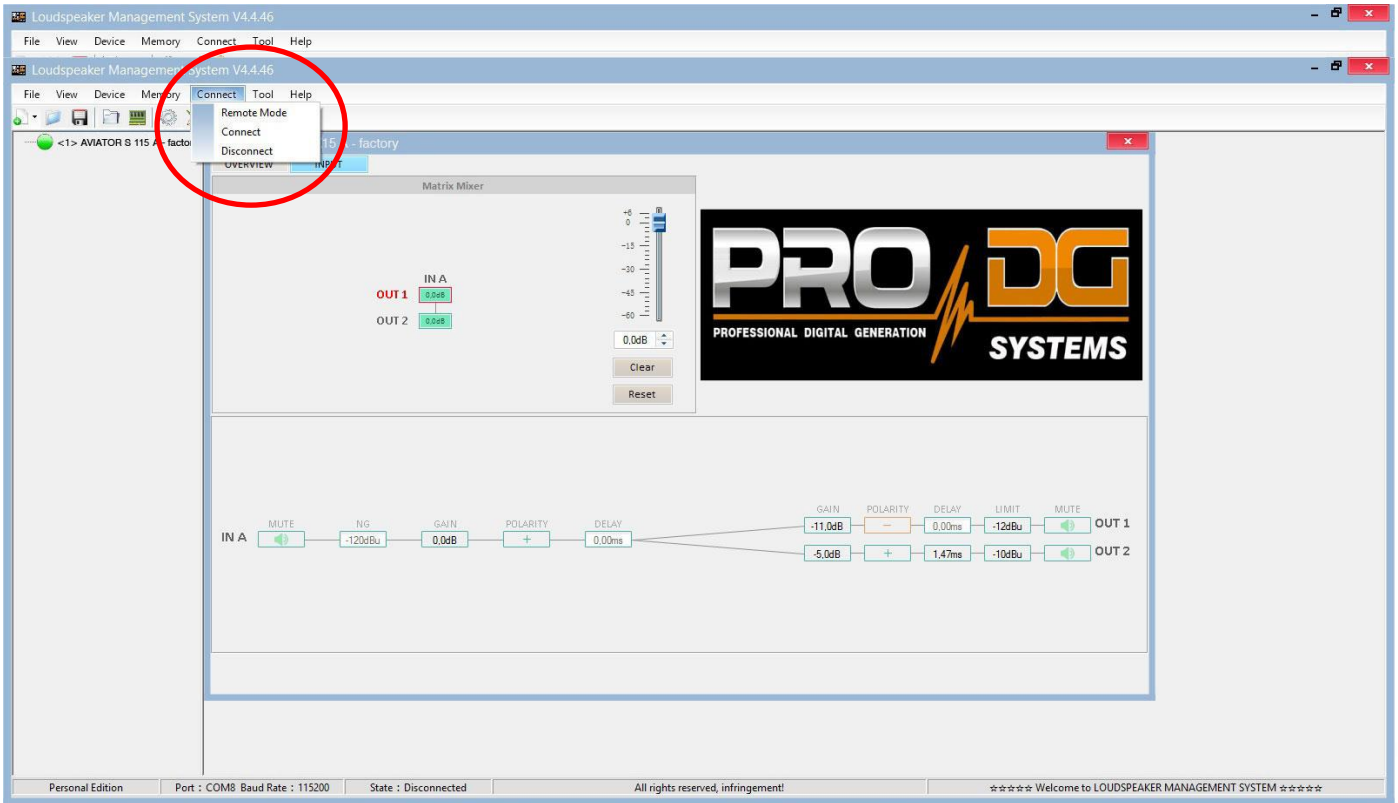 Loudspeaker Management System V4.4.46
File View Device Memory Connect Tool Help
Loudspeaker Management System V4.4.46
File View Device Memory Connect Tool Help
Remote Mode
Connect
Disconnect
<1> AVIATOR S 115 A - facto
15 A - factory
OVERVIEW INPUT
Matrix Mixer
+6
0
-15
-30
-45
-60
IN A
OUT 1 0,0dB
OUT 2 0,0dB
0,0dB
Clear
Reset
PRO DG
PROFESSIONAL DIGITAL GENERATION
SYSTEMS
GAIN POLARITY DELAY LIMIT MUTE
-11,0dB − 0,00ms -12dBu OUT 1
MUTE NG GAIN POLARITY DELAY
IN A -120dBu 0,0dB + 0,00ms
-5,0dB + 1,47ms -10dBu OUT 2
Personal Edition Port : COM8 Baud Rate : 115200 State : Disconnected All rights reserved, infringement! ☆☆☆☆☆ Welcome to LOUDSPEAKER MANAGEMENT SYSTEM ☆☆☆☆☆